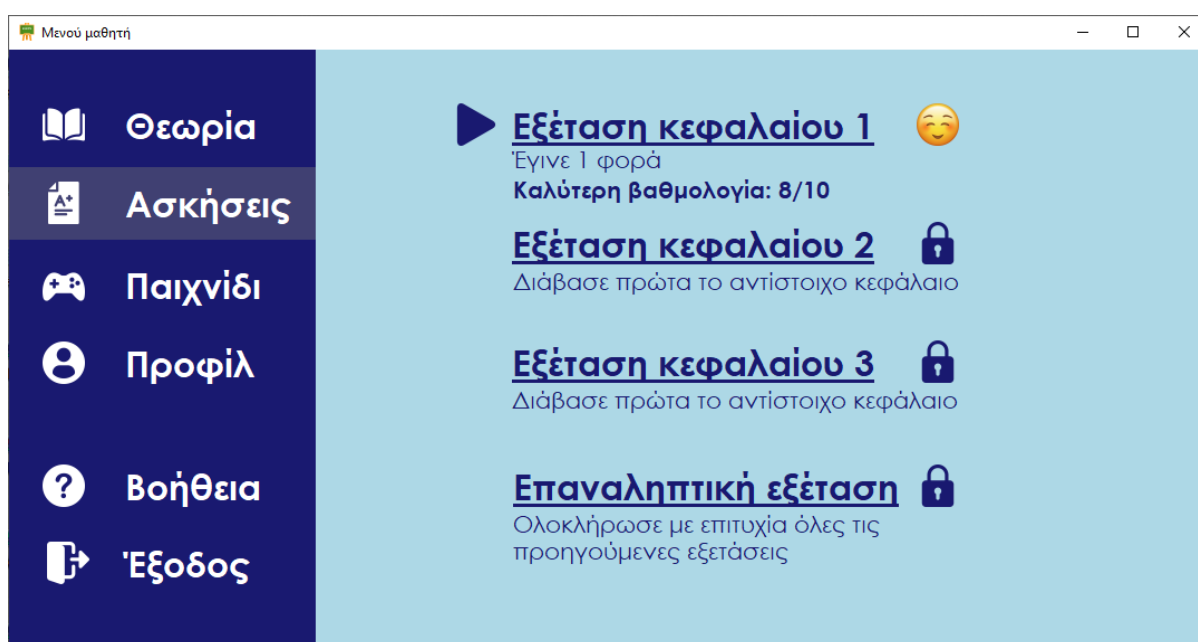 Μενού μαθητή
Θεωρία
Ασκήσεις
Παιχνίδι
Προφίλ
Βοήθεια
Έξοδος
Εξέταση κεφαλαίου 1
Έγινε 1 φορά
Καλύτερη βαθμολογία: 8/10
Εξέταση κεφαλαίου 2
Διάβασε πρώτα το αντίστοιχο κεφάλαιο
Εξέταση κεφαλαίου 3
Διάβασε πρώτα το αντίστοιχο κεφάλαιο
Επαναληπτική εξέταση
Ολοκλήρωσε με επιτυχία όλες τις
προηγούμενες εξετάσεις